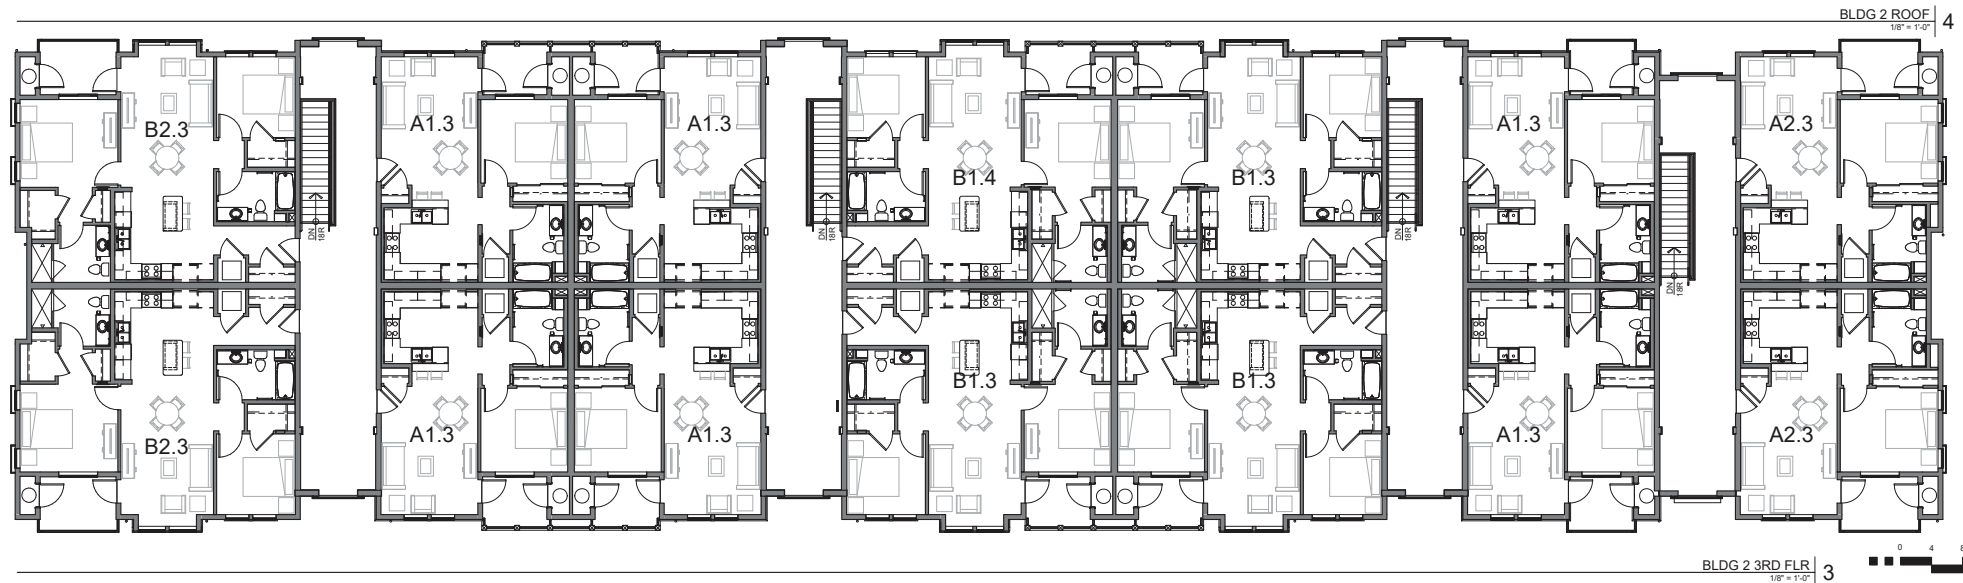 BLDG 2 ROOF 4
1/8" = 1'-0"
B2.3 A1.3 A1.3 B1.4 B1.3 A1.3 A2.3
DN
18R
DN
18R
DN
18R
DN
18R
B2.3 A1.3 A1.3 B1.3 B1.3 A1.3 A2.3
0 4 8
BLDG 2 3RD FLR 3
1/8" = 1'-0"